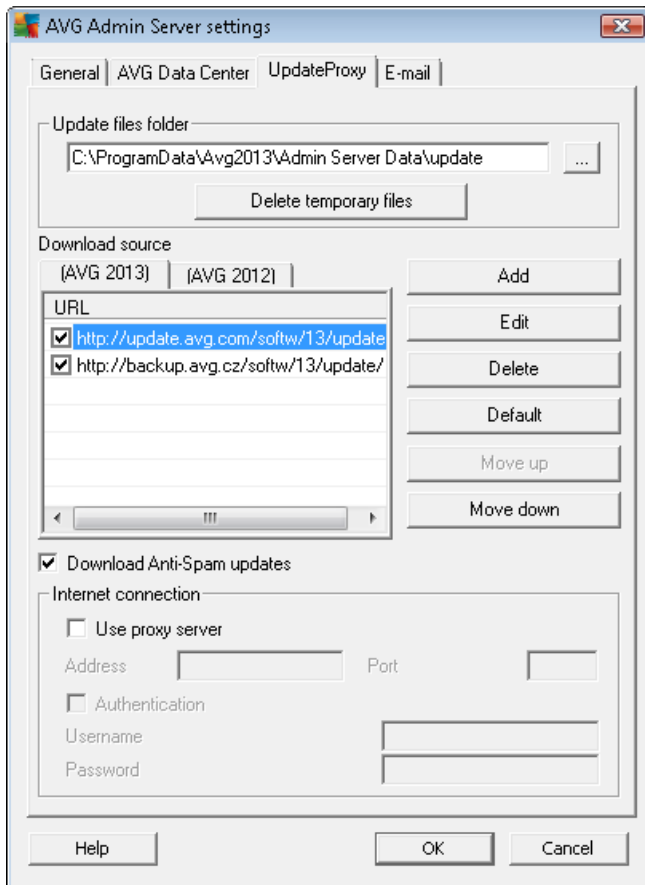 AVG Admin Server settings
General AVG Data Center UpdateProxy E-mail
Update files folder
C:\ProgramData\Avg2013\Admin Server Data\update ...
Delete temporary files
Download source
(AVG 2013) (AVG 2012)
Add
URL
Edit
http://update.avg.com/softw/13/update
http://backup.avg.cz/softw/13/update/
Delete
Default
Move up
Move down
Download Anti-Spam updates
Internet connection
Use proxy server
Address Port
Authentication
Username
Password
Help OK Cancel